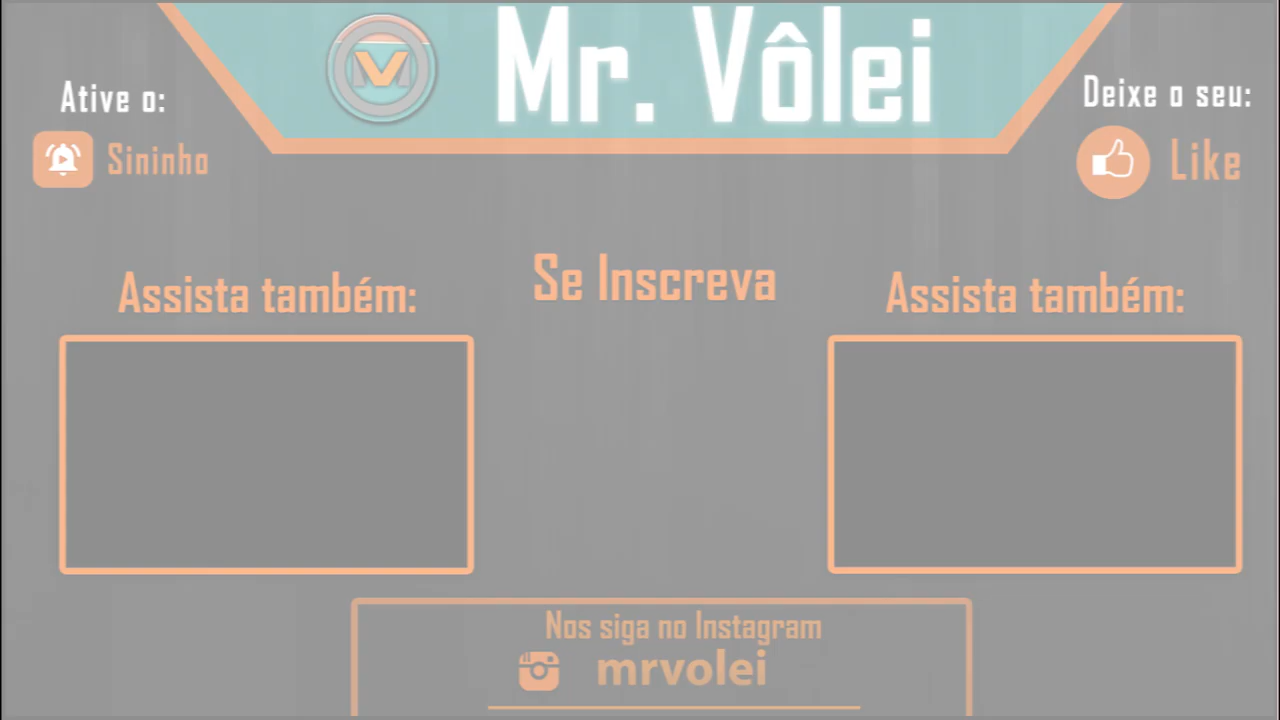 Mr. Vôlei
Ative o:
Sininho
Deixe o seu:
Like
Se Inscreva
Assista também:
Assista também:
Nos siga no Instagram
mrvolei